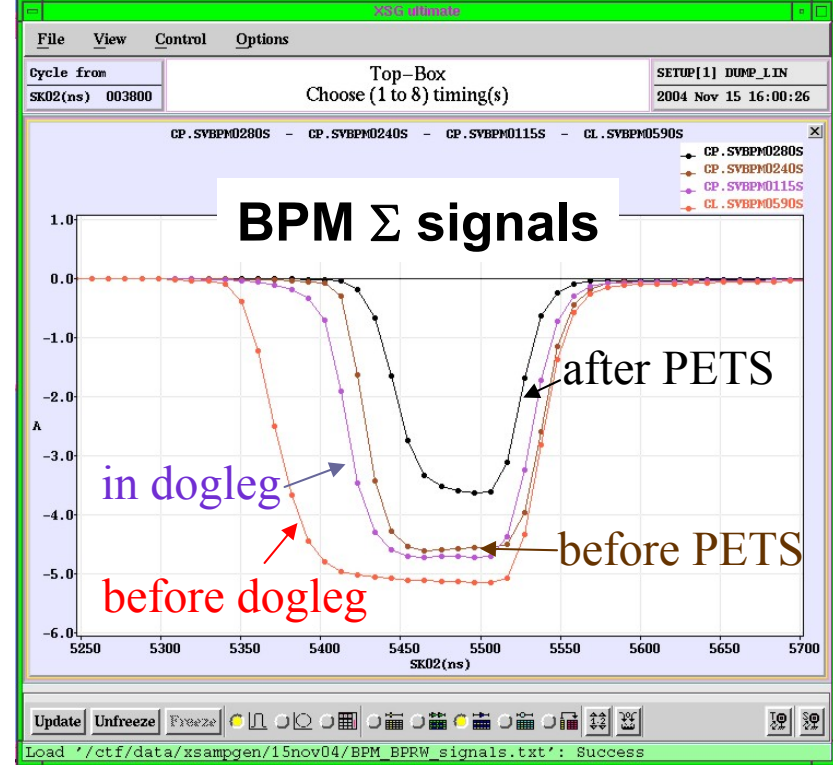 XSG ultimate
File View Control Options
Cycle from
SK02(ns) 003800
Top-Box
Choose (1 to 8) timing(s)
SETUP[1] DUMP_LIN
2004 Nov 15 16:00:26
CP.SVBPM0280S - CP.SVBPM0240S - CP.SVBPM0115S - CL.SVBPM0590S
CP.SVBPM0280S
CP.SVBPM0240S
CP.SVBPM0115S
CL.SVBPM0590S
BPM Σ signals
1.0
0.0
-1.0
-2.0
A
-3.0
-4.0
-5.0
-6.0
after PETS
in dogleg
before PETS
before dogleg
5250 5300 5350 5400 5450 5500 5550 5600 5650 5700
SK02(ns)
Update Unfreeze Freeze
Load '/ctf/data/xsampgen/15nov04/BPM_BPRW_signals.txt': Success